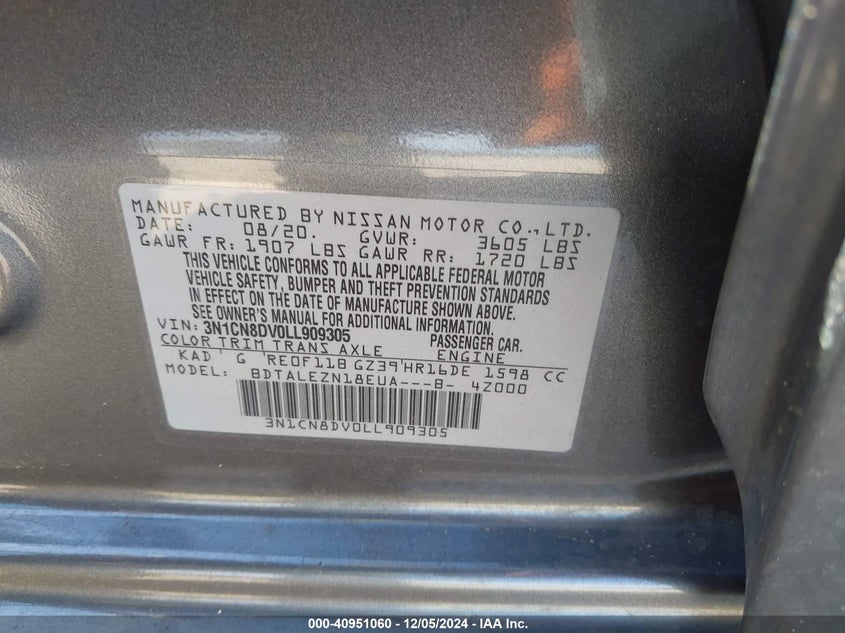 MANUFACTURED BY NISSAN MOTOR CO.,LTD.
DATE: 08/20. GVWR: 3605 LBS
GAWR FR: 1907 LBS GAWR RR: 1720 LBS
THIS VEHICLE CONFORMS TO ALL APPLICABLE FEDERAL MOTOR
VEHICLE SAFETY, BUMPER AND THEFT PREVENTION STANDARDS
IN EFFECT ON THE DATE OF MANUFACTURE SHOWN ABOVE.
SEE OWNER'S MANUAL FOR ADDITIONAL INFORMATION.
VIN: 3N1CN8DV0LL909305 PASSENGER CAR.
COLOR TRIM TRANS AXLE ENGINE
KAD ' G ' RE0F11B GZ39'HR16DE 1598 CC
MODEL: BDTALEZN18EUA---B- 4Z000
3N1CN8DV0LL909305
000-40951060 - 12/05/2024 - IAA Inc.